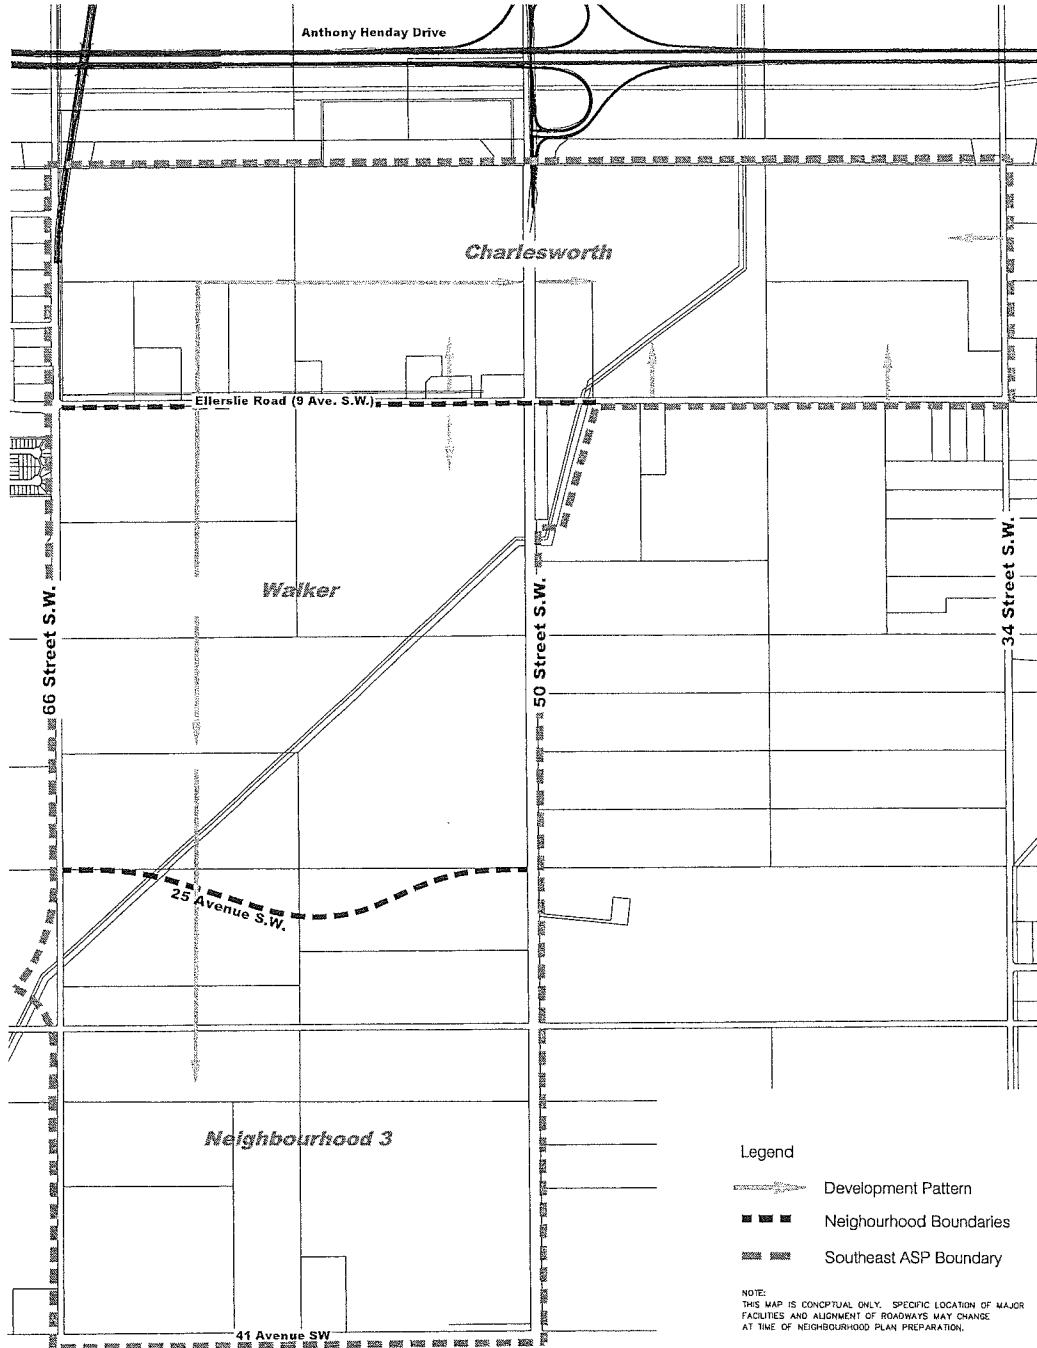 Anthony Henday Drive
Charlesworth
Ellerslie Road (9 Ave. S.W.)
Walker
66 Street S.W.
50 Street S.W.
34 Street S.W.
25 Avenue S.W.
Neighbourhood 3
41 Avenue SW
Legend
Development Pattern
Neighourhood Boundaries
Southeast ASP Boundary
NOTE:
THIS MAP IS CONCPTUAL ONLY. SPECIFIC LOCATION OF MAJOR
FACILITIES AND ALIGNMENT OF ROADWAYS MAY CHANGE
AT TIME OF NEIGHBOURHOOD PLAN PREPARATION.